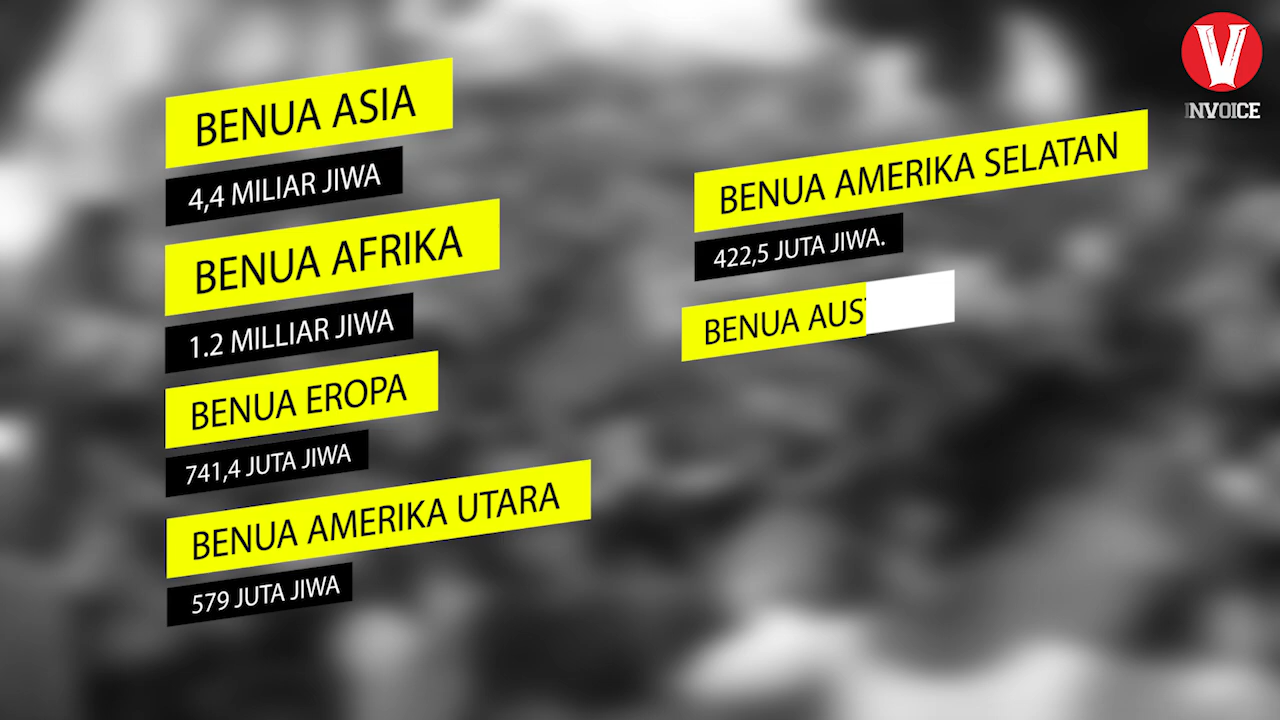 BENUA ASIA
4,4 MILIAR JIWA
BENUA AFRIKA
1.2 MILLIAR JIWA
BENUA EROPA
741,4 JUTA JIWA
BENUA AMERIKA UTARA
579 JUTA JIWA
BENUA AMERIKA SELATAN
422,5 JUTA JIWA.
BENUA
V
INVOICE